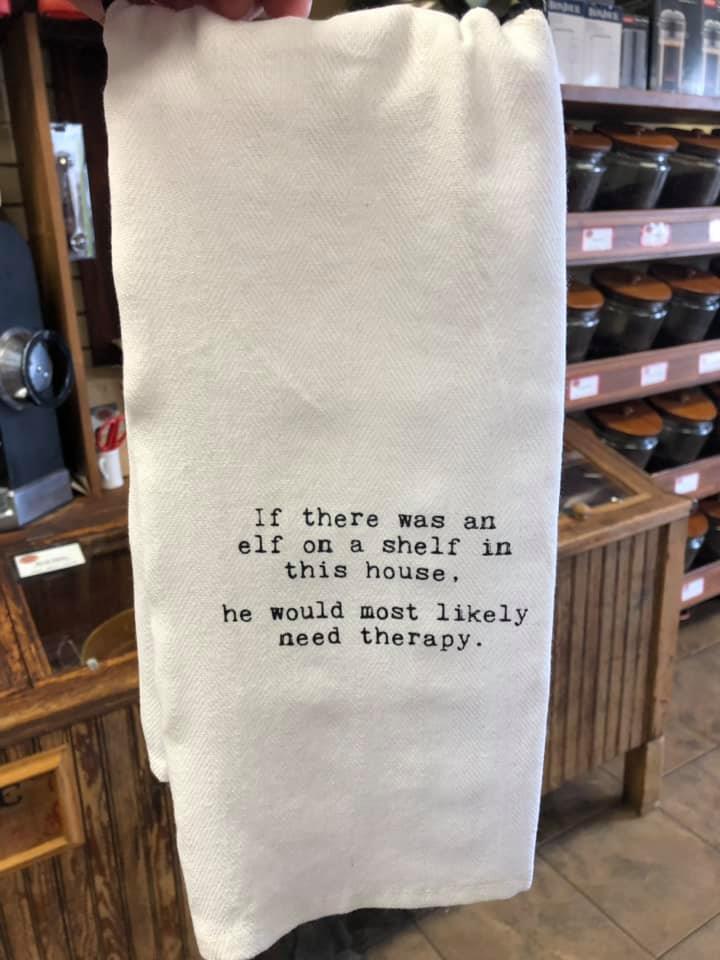 If there was an
elf on a shelf in
this house,
he would most likely
need therapy.